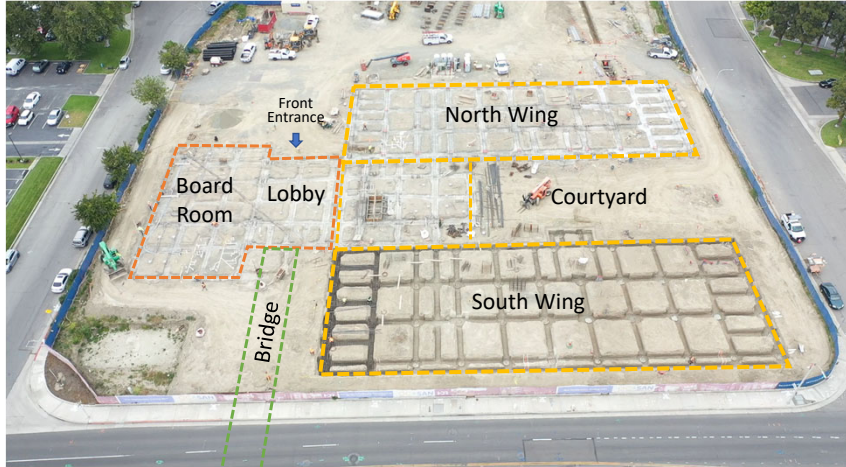 Front
Entrance
North Wing
Board
Room
Lobby
Courtyard
South Wing
Bridge